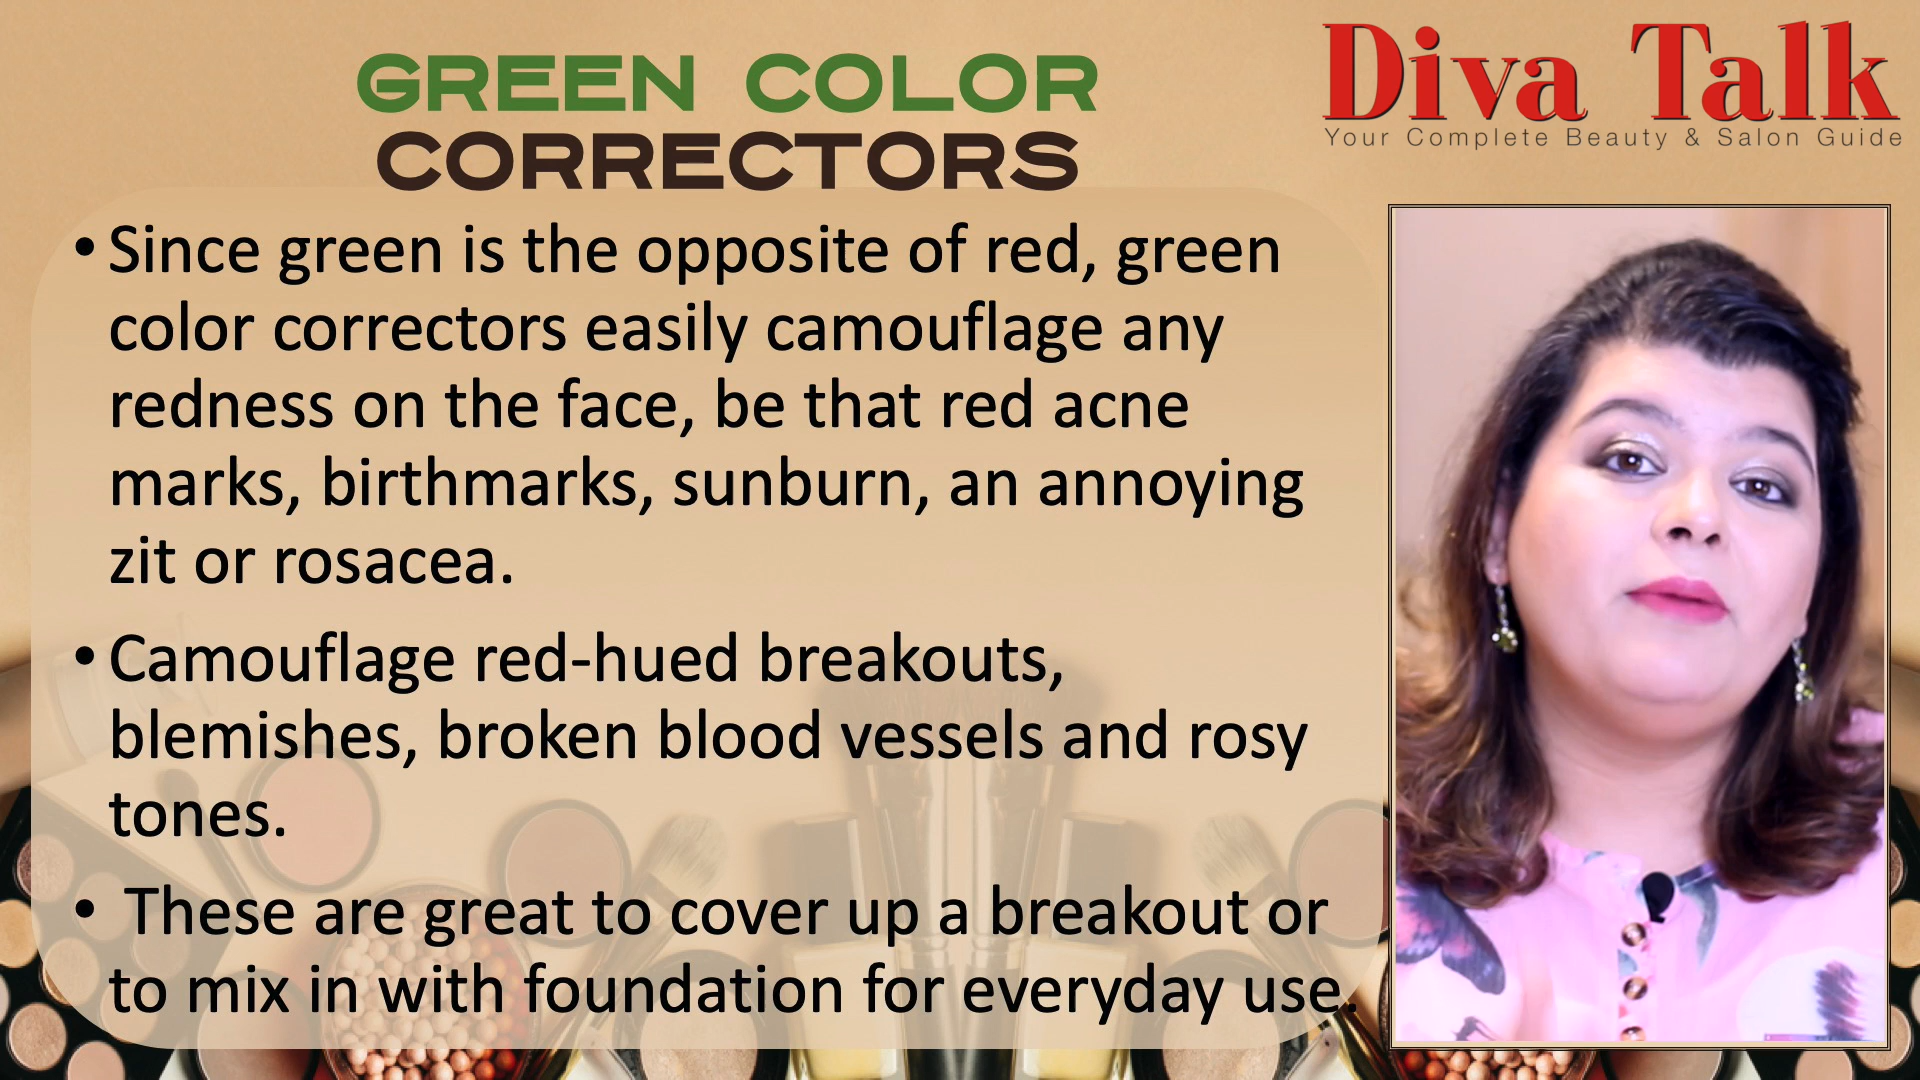 GREEN COLOR
CORRECTORS
Diva Talk
Your Complete Beauty & Salon Guide
• Since green is the opposite of red, green
color correctors easily camouflage any
redness on the face, be that red acne
marks, birthmarks, sunburn, an annoying
zit or rosacea.
• Camouflage red-hued breakouts,
blemishes, broken blood vessels and rosy
tones.
• These are great to cover up a breakout or
to mix in with foundation for everyday use.